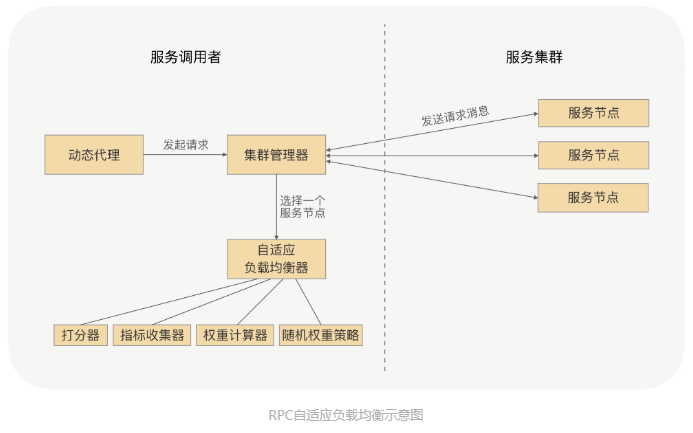 服务调用者
服务集群
发送请求消息
服务节点
动态代理
发起请求
集群管理器
服务节点
服务节点
选择一个
服务节点
自适应
负载均衡器
打分器
指标收集器
权重计算器
随机权重策略
RPC自适应负载均衡示意图